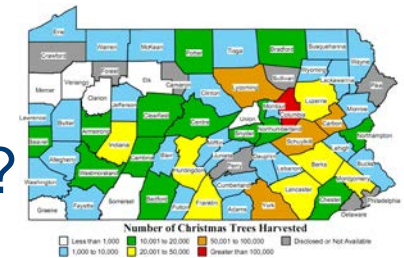 Erie
Crawford
Warren
McKean
Potter
Tioga
Bradford
Susquehanna
Wayne
Wyoming
Lackawanna
Pike
Mercer
Venango
Forest
Elk
Cameron
Clinton
Lycoming
Sullivan
Luzerne
Monroe
Clarion
Jefferson
Clearfield
Centre
Union
Columbia
Carbon
Lawrence
Butler
Armstrong
Snyder
Northumberland
Schuylkill
Northampton
Lehigh
Beaver
Indiana
Cambria
Blair
Mifflin
Juniata
Dauphin
Lebanon
Berks
Bucks
Allegheny
Westmoreland
Huntingdon
Perry
Montgomery
Washington
Cumberland
Lancaster
Chester
Philadelphia
Delaware
Greene
Fayette
Somerset
Bedford
Fulton
Franklin
Adams
York
?
Number of Christmas Trees Harvested
Less than 1,000
10,001 to 20,000
50,001 to 100,000
Disclosed or Not Available
1,000 to 10,000
20,001 to 50,000
Greater than 100,000